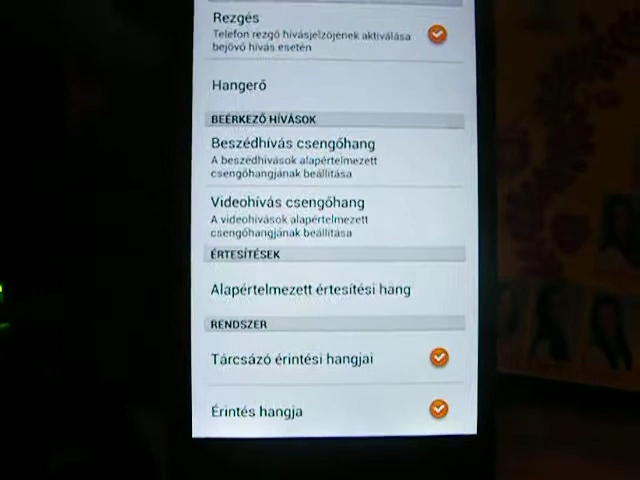 Rezgés
Telefon rezgő hívásjelzőjének aktiválása
bejövő hívás esetén
Hangerő
BEÉRKEZŐ HÍVÁSOK
Beszédhívás csengőhang
A beszédhívások alapértelmezett
csengőhangjának beállítása
Videohívás csengőhang
A videohívások alapértelmezett
csengőhangjának beállítása
ÉRTESÍTÉSEK
Alapértelmezett értesítési hang
RENDSZER
Tárcsázó érintési hangjai
Érintés hangja